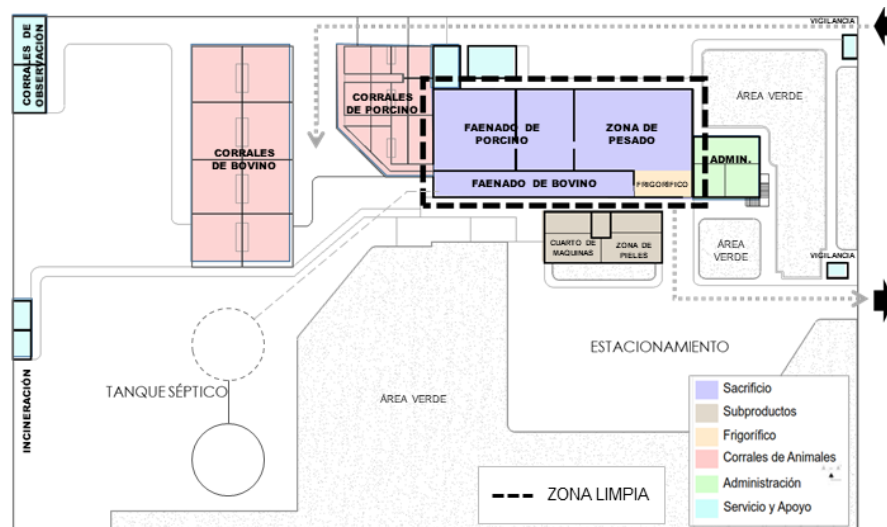 CORRALES DE
OBSERVACIÓN
VIGILANCIA
ÁREA VERDE
CORRALES
DE PORCINO
FAENADO DE
PORCINO
ZONA DE
PESADO
CORRALES
DE BOVINO
ADMIN.
FAENADO DE BOVINO
FRIGORÍFICO
CUARTO DE
MAQUINAS
ZONA DE
PIELES
ÁREA
VERDE
VIGILANCIA
INCINERACIÓN
TANQUE SÉPTICO
ÁREA VERDE
ESTACIONAMIENTO
Sacrificio
Subproductos
Frigorífico
Corrales de Animales
Administración
Servicio y Apoyo
ZONA LIMPIA